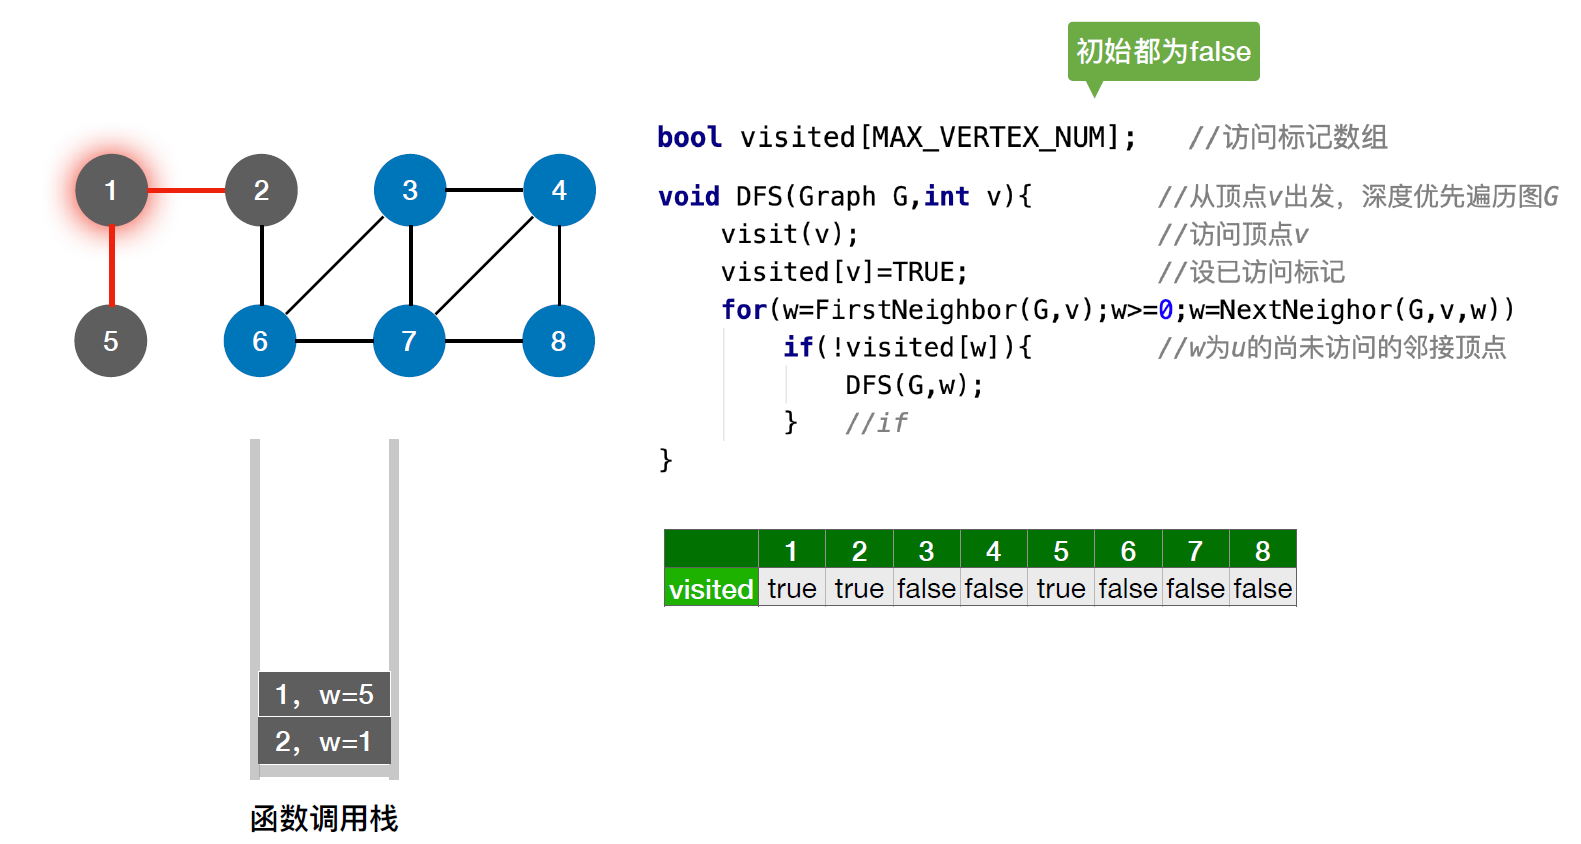 初始都为false
bool visited[MAX_VERTEX_NUM]; //访问标记数组
void DFS(Graph G,int v){ //从顶点v出发，深度优先遍历图G
visit(v); //访问顶点v
visited[v]=TRUE; //设已访问标记
for(w=FirstNeighbor(G,v);w>=0;w=NextNeighor(G,v,w))
if(!visited[w]){ //w为u的尚未访问的邻接顶点
DFS(G,w);
} //if
}
1 2 3 4
5 6 7 8
1 2 3 4 5 6 7 8
visited true true false false true false false false
1，w=5
2，w=1
函数调用栈